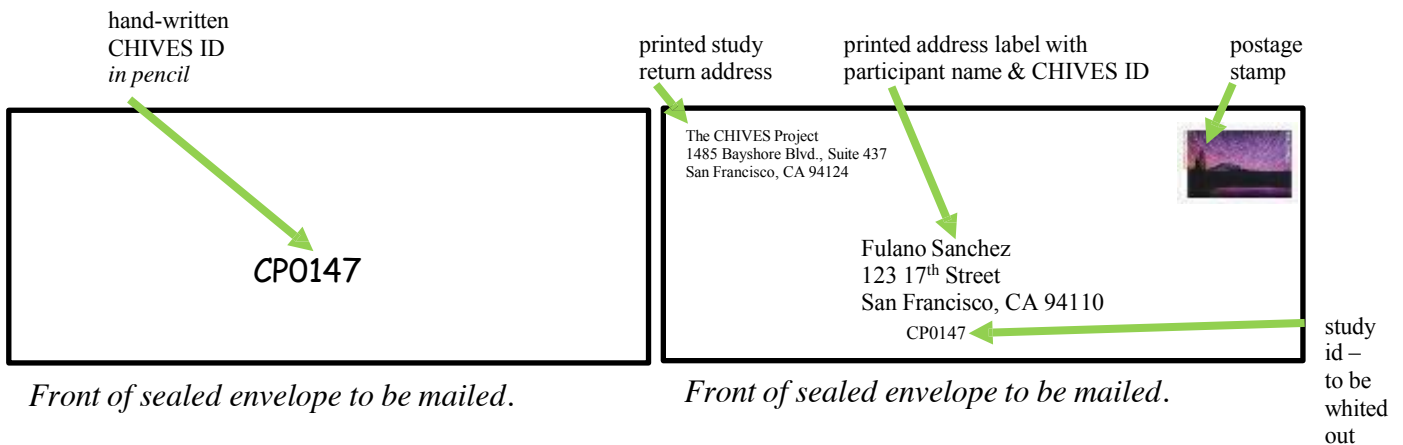 hand-written
CHIVES ID
in pencil
CP0147
Front of sealed envelope to be mailed.
printed study
return address
printed address label with
participant name & CHIVES ID
postage
stamp
The CHIVES Project
1485 Bayshore Blvd., Suite 437
San Francisco, CA 94124
Fulano Sanchez
123 17th Street
San Francisco, CA 94110
CP0147
study
id –
to be
whited
out
Front of sealed envelope to be mailed.